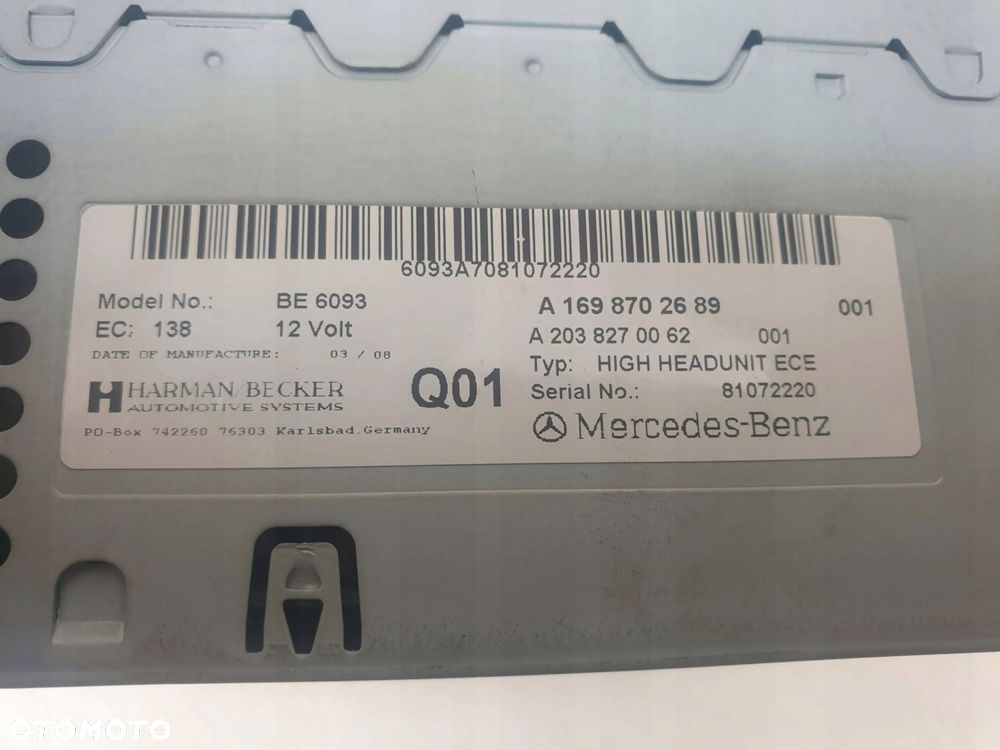 6093A7081072220
Model No.: BE 6093
EC: 138 12 Volt
DATE OF MANUFACTURE: 03 / 08
HARMAN/BECKER
AUTOMOTIVE SYSTEMS
PO-Box 742260 76303 Karlsbad,Germany
Q01
A 169 870 26 89 001
A 203 827 00 62 001
Typ: HIGH HEADUNIT ECE
Serial No.: 81072220
Mercedes-Benz
OTOMOTO